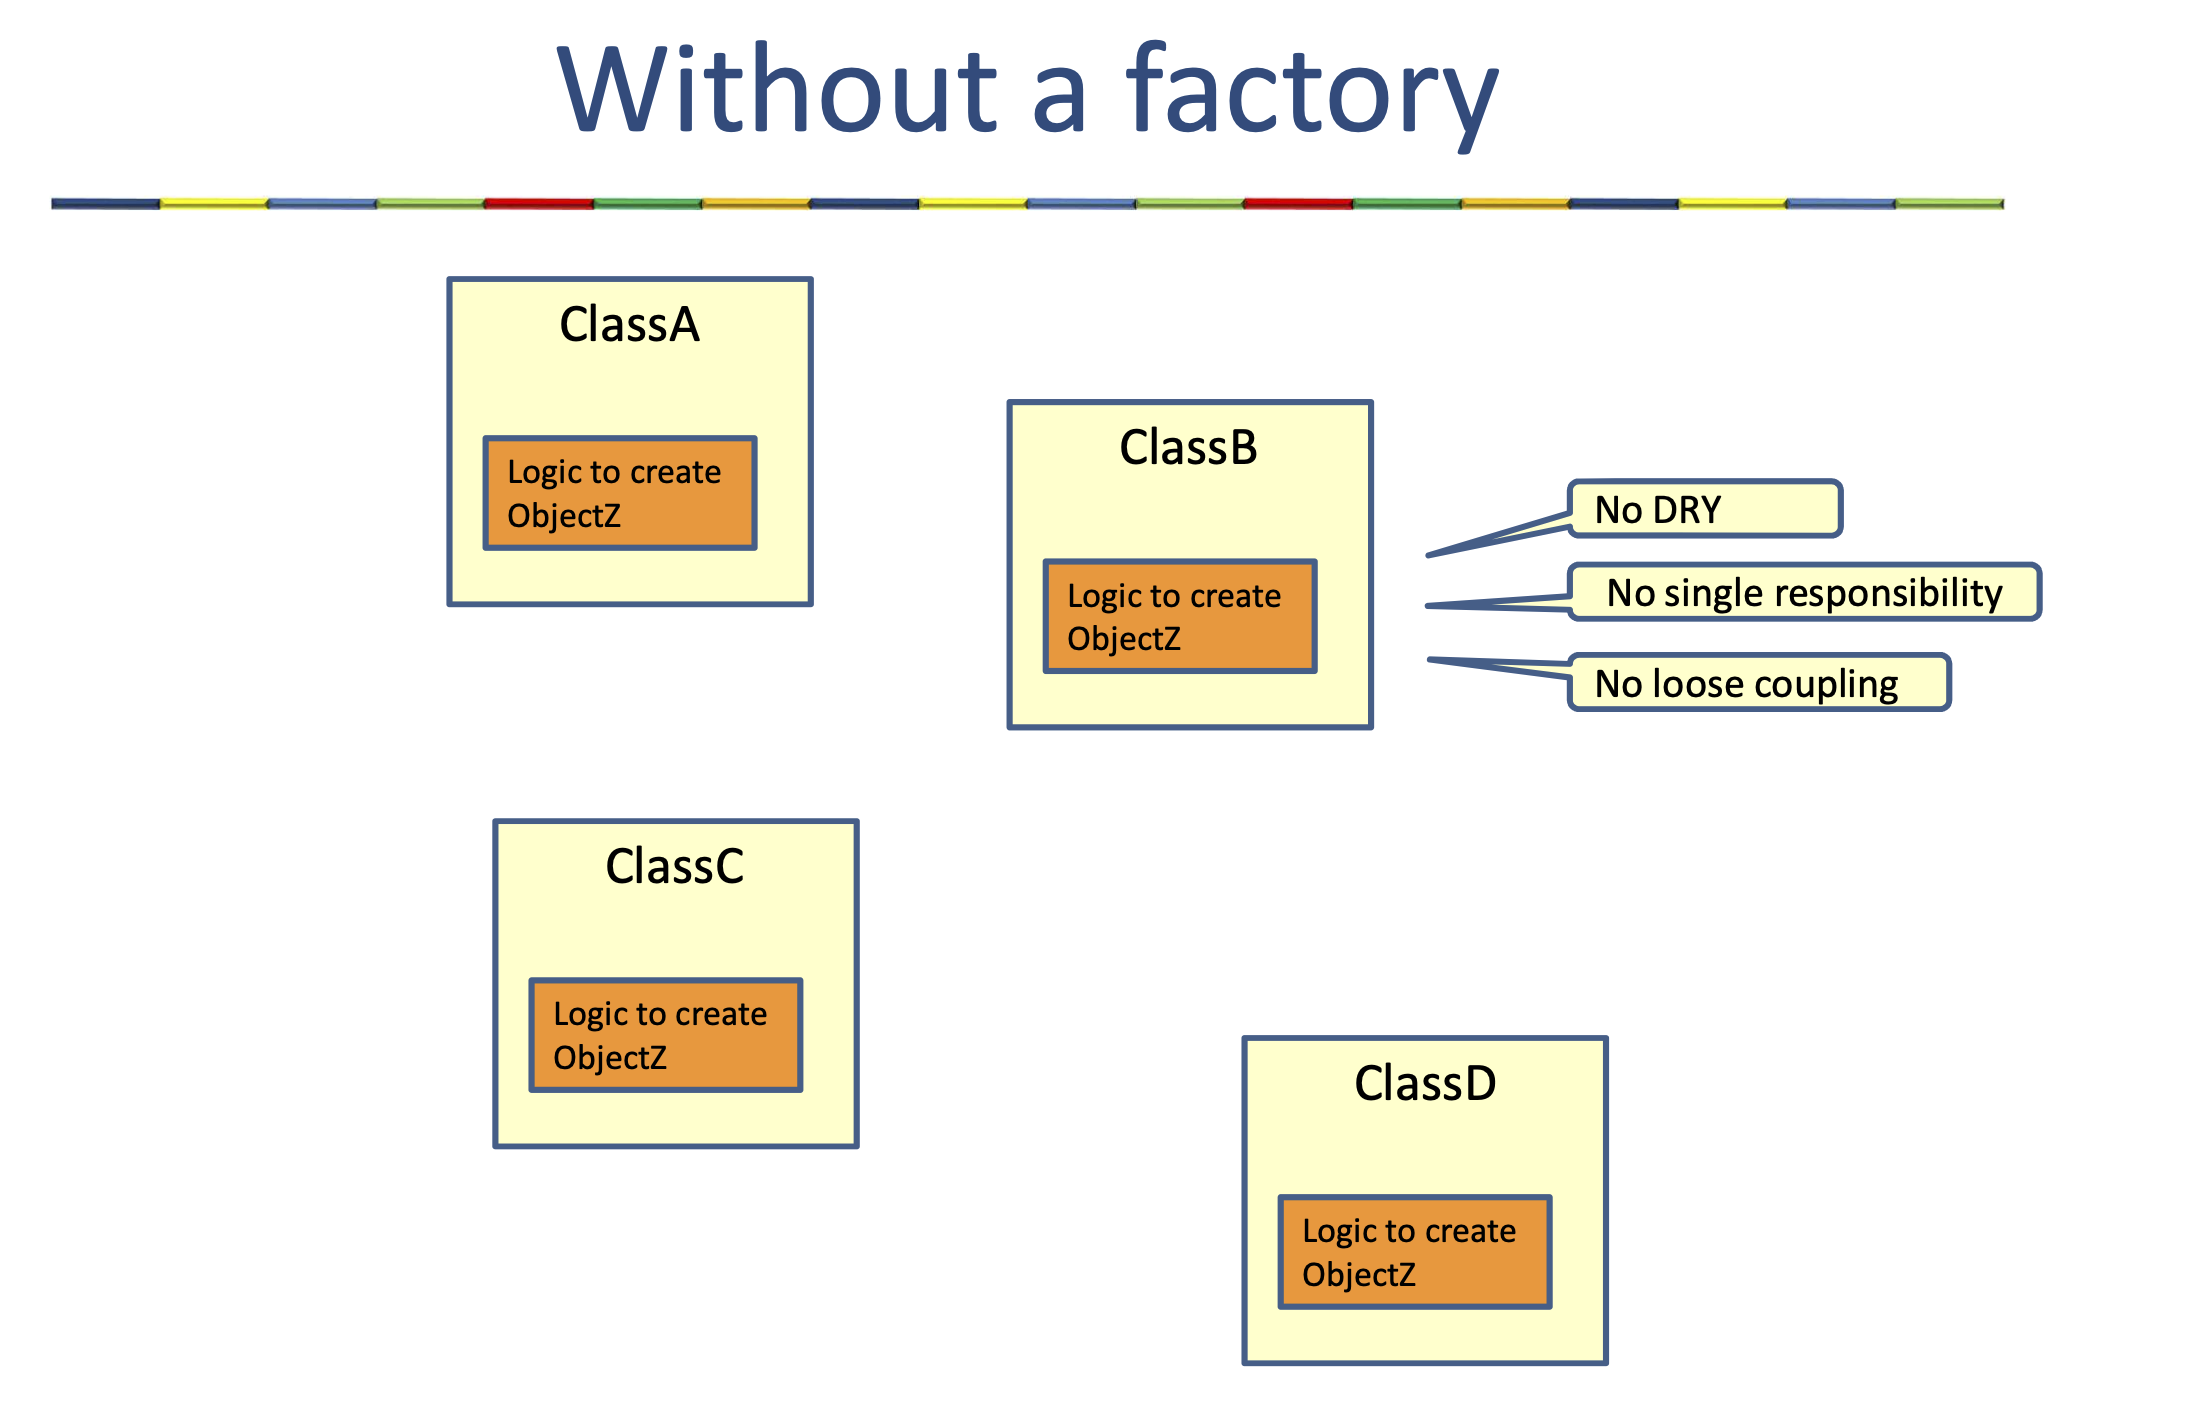 Without a factory
ClassA
Logic to create
ObjectZ
ClassB
Logic to create
ObjectZ
No DRY
No single responsibility
No loose coupling
ClassC
Logic to create
ObjectZ
ClassD
Logic to create
ObjectZ